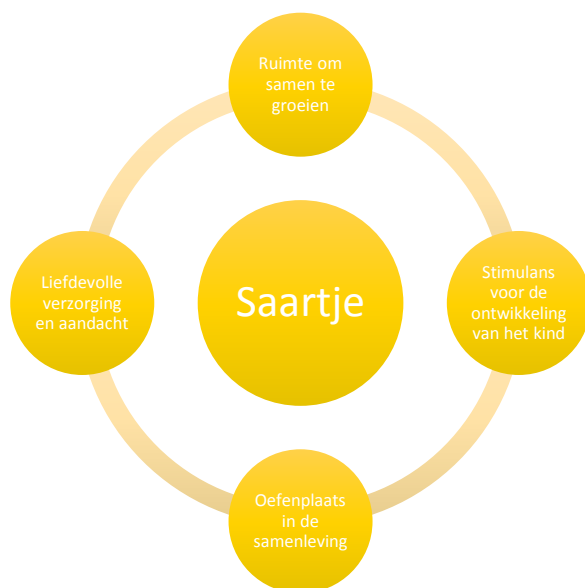 Ruimte om
samen te
groeien
Stimulans
voor de
ontwikkeling
van het kind
Oefenplaats
in de
samenleving
Liefdevolle
verzorging
en aandacht
Saartje